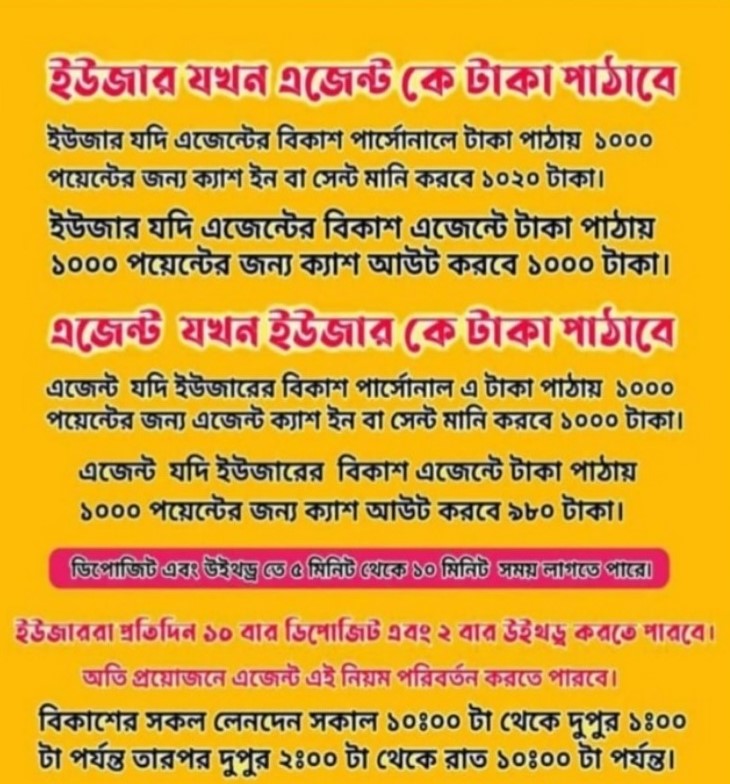 ইউজার যখন এজেন্ট কে টাকা পাঠাবে
ইউজার যদি এজেন্টের বিকাশ পার্সোনালে টাকা পাঠায় ১০০০
পয়েন্টের জন্য ক্যাশ ইন বা সেন্ট মানি করবে ১০২০ টাকা।
ইউজার যদি এজেন্টের বিকাশ এজেন্টে টাকা পাঠায়
১০০০ পয়েন্টের জন্য ক্যাশ আউট করবে ১০০০ টাকা।
এজেন্ট যখন ইউজার কে টাকা পাঠাবে
এজেন্ট যদি ইউজারের বিকাশ পার্সোনাল এ টাকা পাঠায় ১০০০
পয়েন্টের জন্য এজেন্ট ক্যাশ ইন বা সেন্ট মানি করবে ১০০০ টাকা।
এজেন্ট যদি ইউজারের বিকাশ এজেন্টে টাকা পাঠায়
১০০০ পয়েন্টের জন্য ক্যাশ আউট করবে ৯৮০ টাকা।
ডিপোজিট এবং উইথড্র তে ৫ মিনিট থেকে ১০ মিনিট সময় লাগতে পারে।
ইউজাররা প্রতিদিন ১০ বার ডিপোজিট এবং ২ বার উইথড্র করতে পারবে।
অতি প্রয়োজনে এজেন্ট এই নিয়ম পরিবর্তন করতে পারবে।
বিকাশের সকল লেনদেন সকাল ১০ঃ০০ টা থেকে দুপুর ১ঃ০০
টা পর্যন্ত তারপর দুপুর ২ঃ০০ টা থেকে রাত ১০ঃ০০ টা পর্যন্ত।